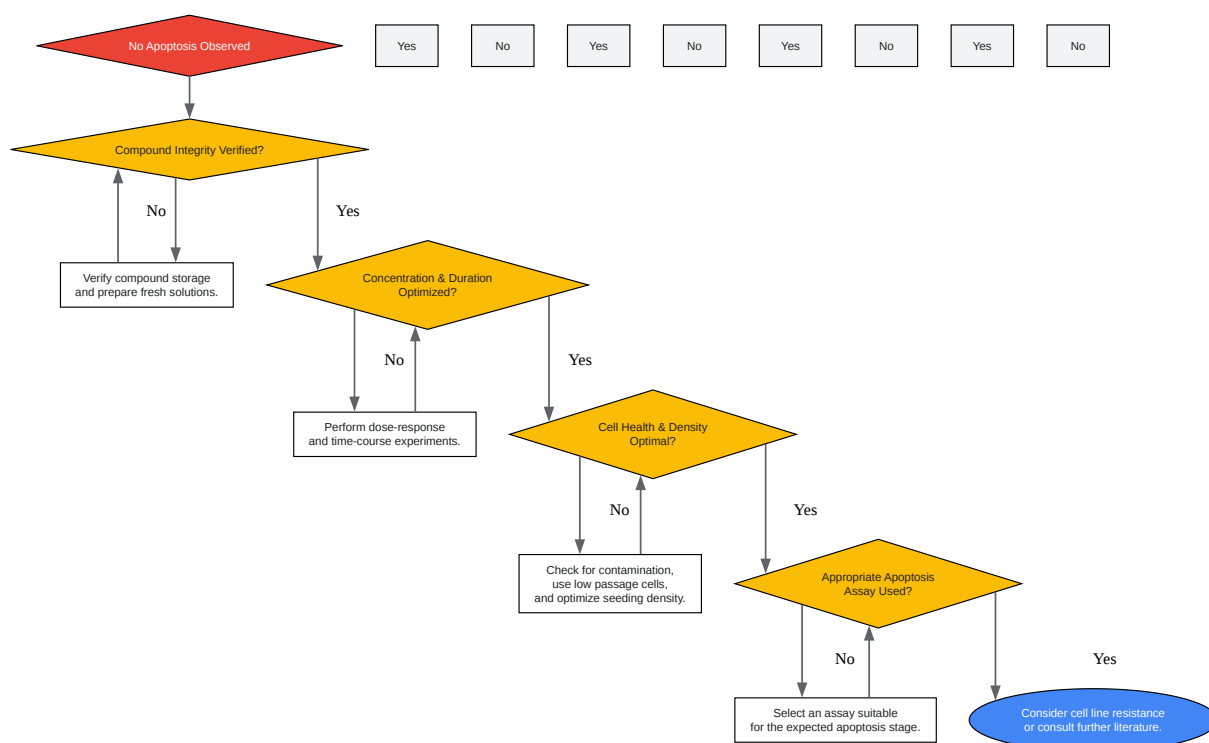 No Apoptosis Observed
Yes
No
Yes
No
Yes
No
Yes
No
Compound Integrity Verified?
No
Yes
Verify compound storage
and prepare fresh solutions.
Concentration & Duration
Optimized?
No
Yes
Perform dose-response
and time-course experiments.
Cell Health & Density
Optimal?
No
Yes
Check for contamination,
use low passage cells,
and optimize seeding density.
Appropriate Apoptosis
Assay Used?
No
Yes
Select an assay suitable
for the expected apoptosis stage.
Consider cell line resistance
or consult further literature.